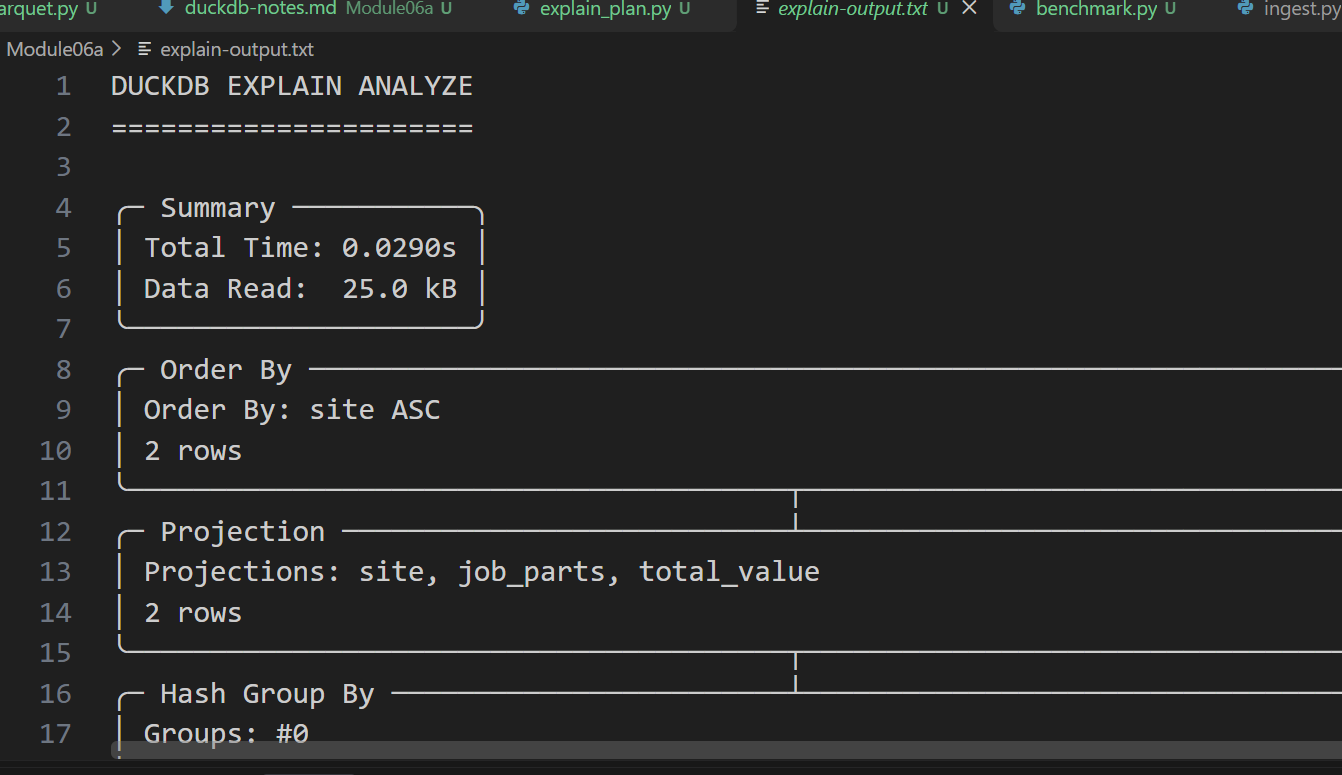 arquet.py U duckdb-notes.md Module06a U explain_plan.py U explain-output.txt U benchmark.py U ingest.py
Module06a > explain-output.txt
1 DUCKDB EXPLAIN ANALYZE
2 ======================
3
4 Summary
5 Total Time: 0.0290s
6 Data Read:  25.0 kB
7
8 Order By
9 Order By: site ASC
10 2 rows
11
12 Projection
13 Projections: site, job_parts, total_value
14 2 rows
15
16 Hash Group By
17 Groups: #0